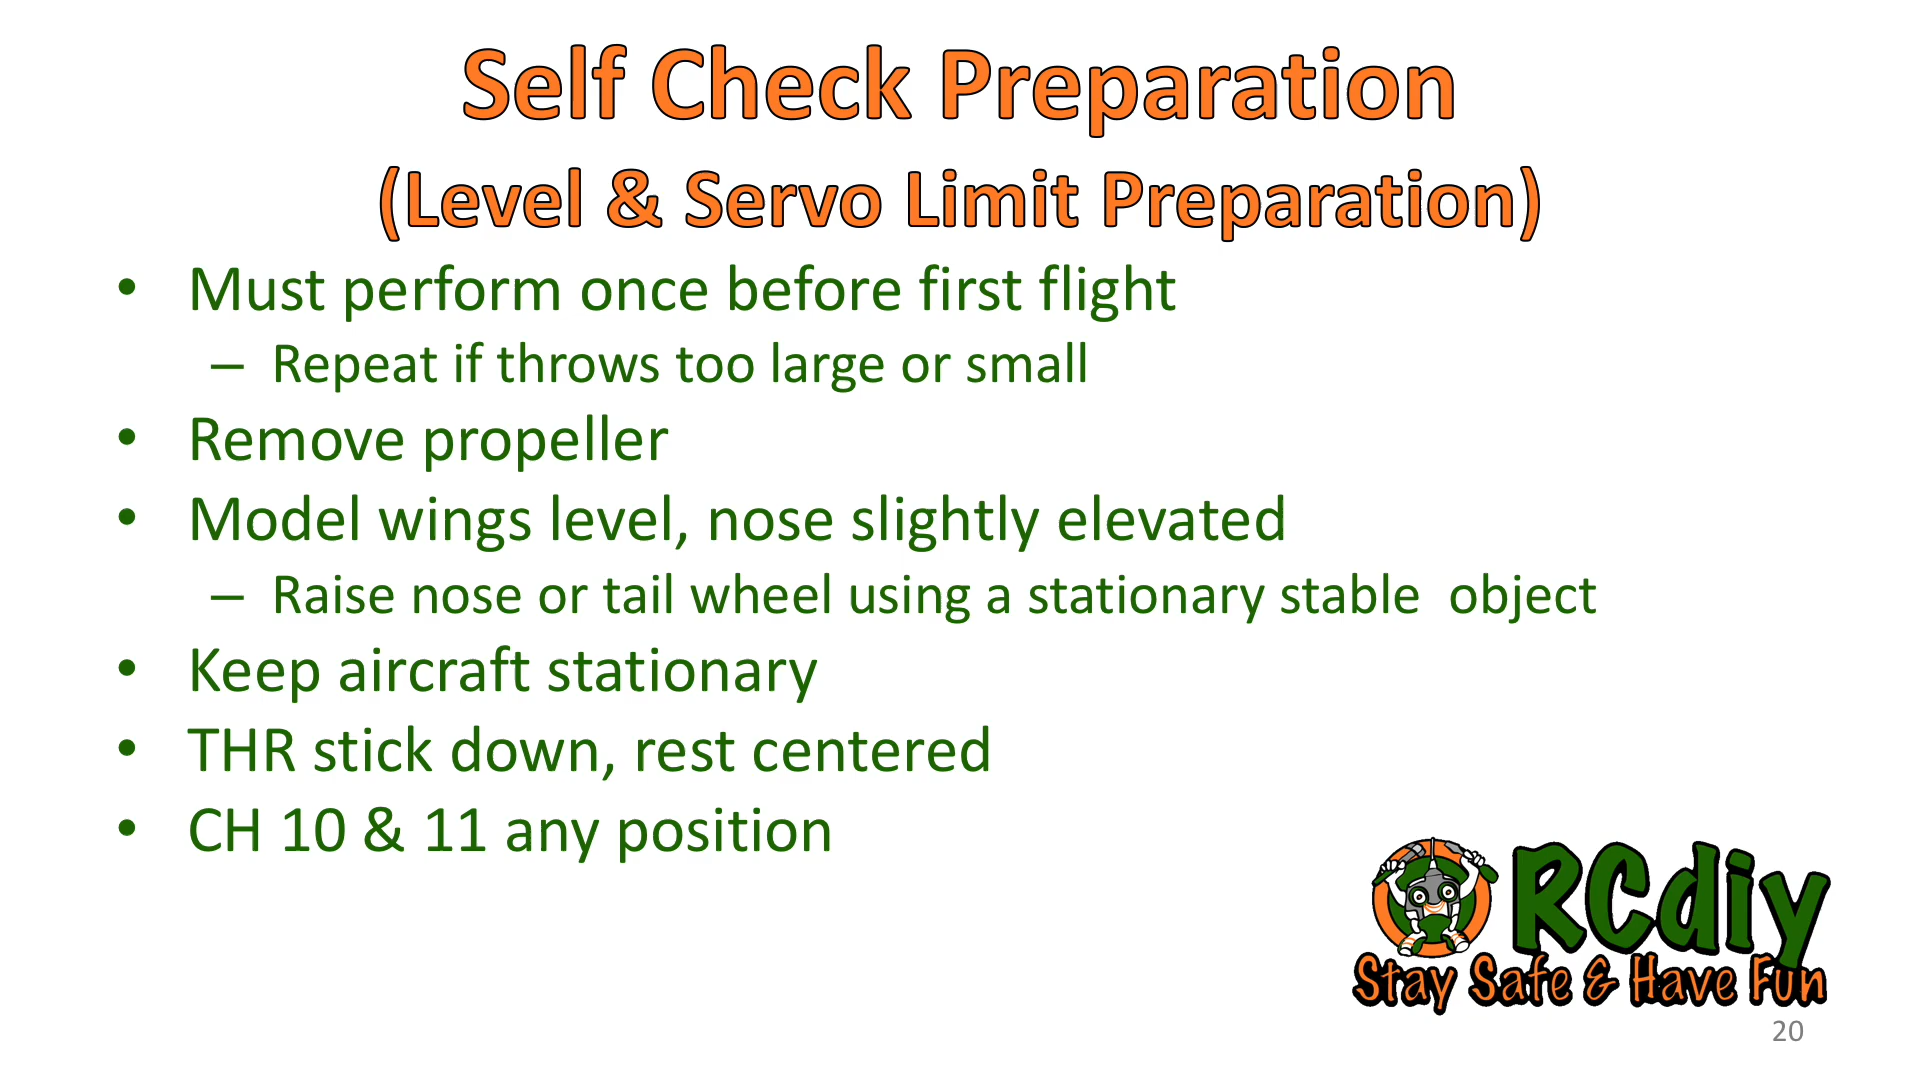 Self Check Preparation
(Level & Servo Limit Preparation)
• Must perform once before first flight
– Repeat if throws too large or small
• Remove propeller
• Model wings level, nose slightly elevated
– Raise nose or tail wheel using a stationary stable  object
• Keep aircraft stationary
• THR stick down, rest centered
• CH 10 & 11 any position
RCdiy
Stay Safe & Have Fun
20